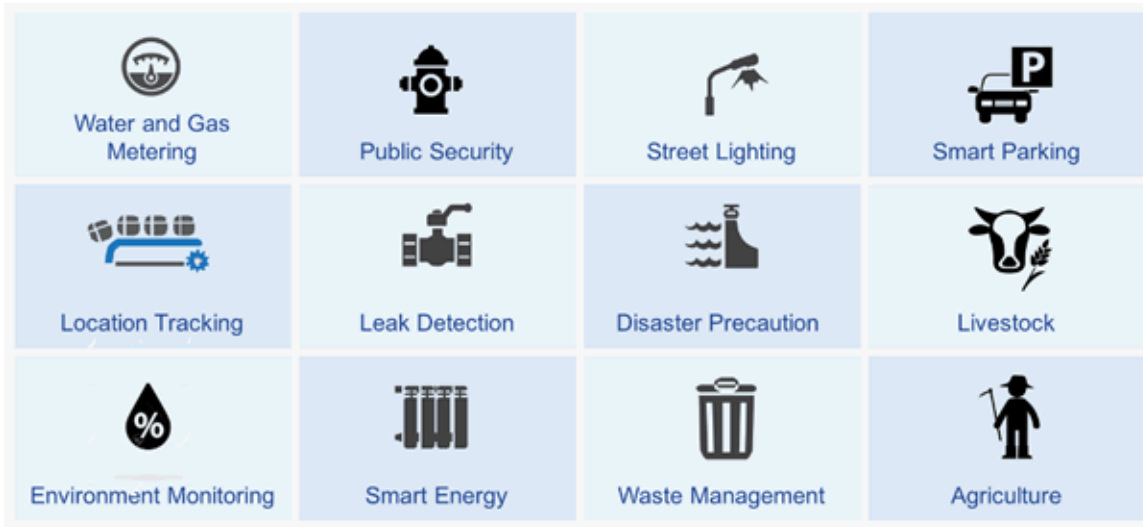 Water and Gas
Metering
Public Security
Street Lighting
P
Smart Parking
Location Tracking
Leak Detection
Disaster Precaution
Livestock
%
Environment Monitoring
Smart Energy
Waste Management
Agriculture